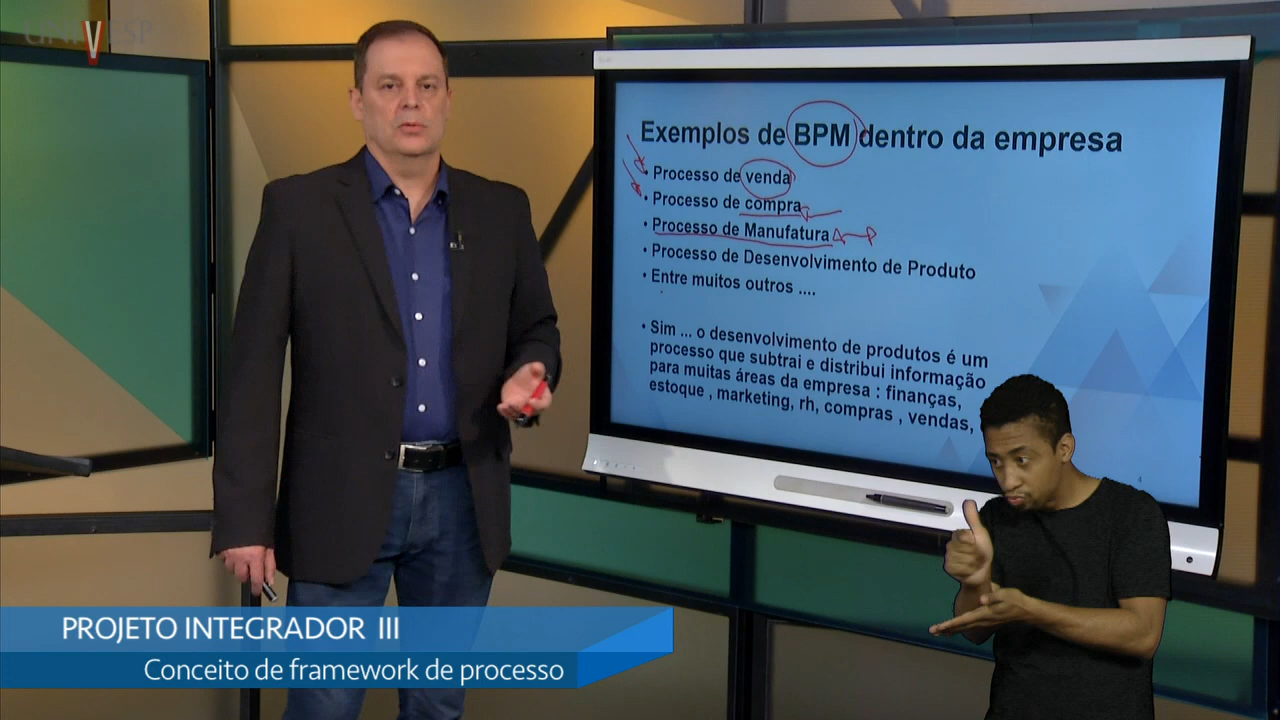 UNIVESP
Exemplos de BPM dentro da empresa
• Processo de venda
• Processo de compra
• Processo de Manufatura
• Processo de Desenvolvimento de Produto
• Entre muitos outros ....
• Sim ... o desenvolvimento de produtos é um
processo que subtrai e distribui informação
para muitas áreas da empresa : finanças,
estoque , marketing, rh, compras , vendas,
4
PROJETO INTEGRADOR III
Conceito de framework de processo